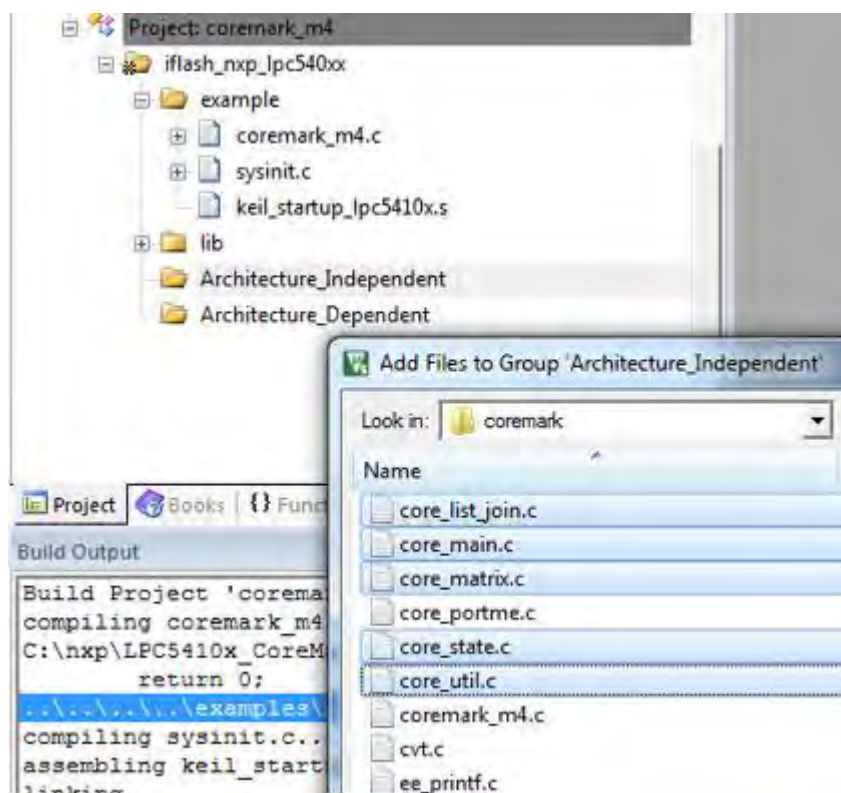 Project: coremark_m4
iflash_nxp_lpc540xx
example
coremark_m4.c
sysinit.c
keil_startup_lpc5410x.s
lib
Architecture_Independent
Architecture_Dependent
Add Files to Group 'Architecture_Independent'
Look in: coremark
Name
core_list_join.c
core_main.c
core_matrix.c
core_portme.c
core_state.c
core_util.c
coremark_m4.c
cvt.c
ee_printf.c
Project Books {} Func
Build Output
Build Project 'corema
compiling coremark_m4
C:\nxp\LPC5410x_CoreM
return 0;
..\..\..\..\examples\
compiling sysinit.c..
assembling keil_start
linking